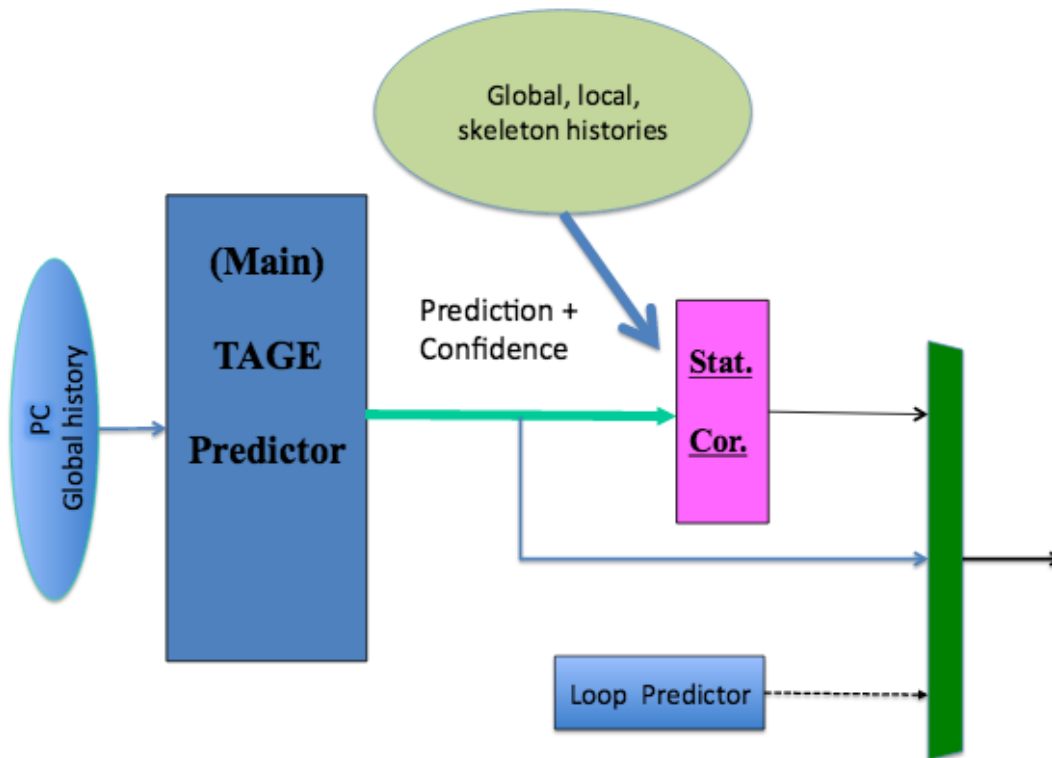 Global, local,
skeleton histories
PC
Global history
(Main)
TAGE
Predictor
Prediction +
Confidence
Stat.
Cor.
Loop Predictor